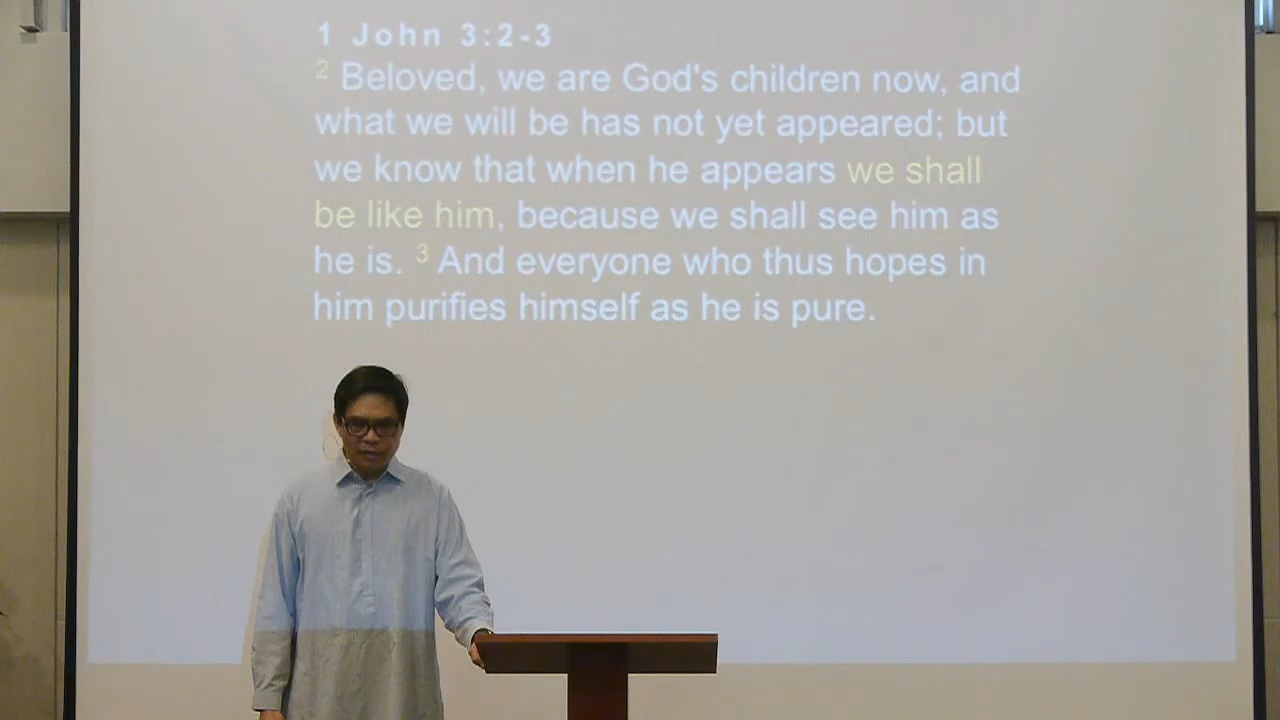 1 John 3:2-3
2 Beloved, we are God's children now, and
what we will be has not yet appeared; but
we know that when he appears we shall
be like him, because we shall see him as
he is. 3 And everyone who thus hopes in
him purifies himself as he is pure.